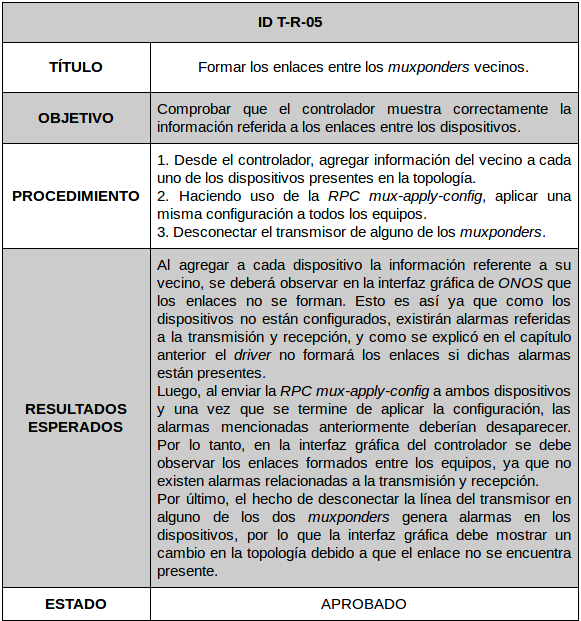 ID T-R-05
TÍTULO
Formar los enlaces entre los muxponders vecinos.
OBJETIVO
Comprobar que el controlador muestra correctamente la
información referida a los enlaces entre los dispositivos.
PROCEDIMIENTO
1. Desde el controlador, agregar información del vecino a cada
uno de los dispositivos presentes en la topología.
2. Haciendo uso de la RPC mux-apply-config, aplicar una
misma configuración a todos los equipos.
3. Desconectar el transmisor de alguno de los muxponders.
RESULTADOS
ESPERADOS
Al agregar a cada dispositivo la información referente a su
vecino, se deberá observar en la interfaz gráfica de ONOS que
los enlaces no se forman. Esto es así ya que como los
dispositivos no están configurados, existirán alarmas referidas
a la transmisión y recepción, y como se explicó en el capítulo
anterior el driver no formará los enlaces si dichas alarmas
están presentes.
Luego, al enviar la RPC mux-apply-config a ambos dispositivos
y una vez que se termine de aplicar la configuración, las
alarmas mencionadas anteriormente deberían desaparecer.
Por lo tanto, en la interfaz gráfica del controlador se debe
observar los enlaces formados entre los equipos, ya que no
existen alarmas relacionadas a la transmisión y recepción.
Por último, el hecho de desconectar la línea del transmisor en
alguno de los dos muxponders genera alarmas en los
dispositivos, por lo que la interfaz gráfica debe mostrar un
cambio en la topología debido a que el enlace no se encuentra
presente.
ESTADO
APROBADO